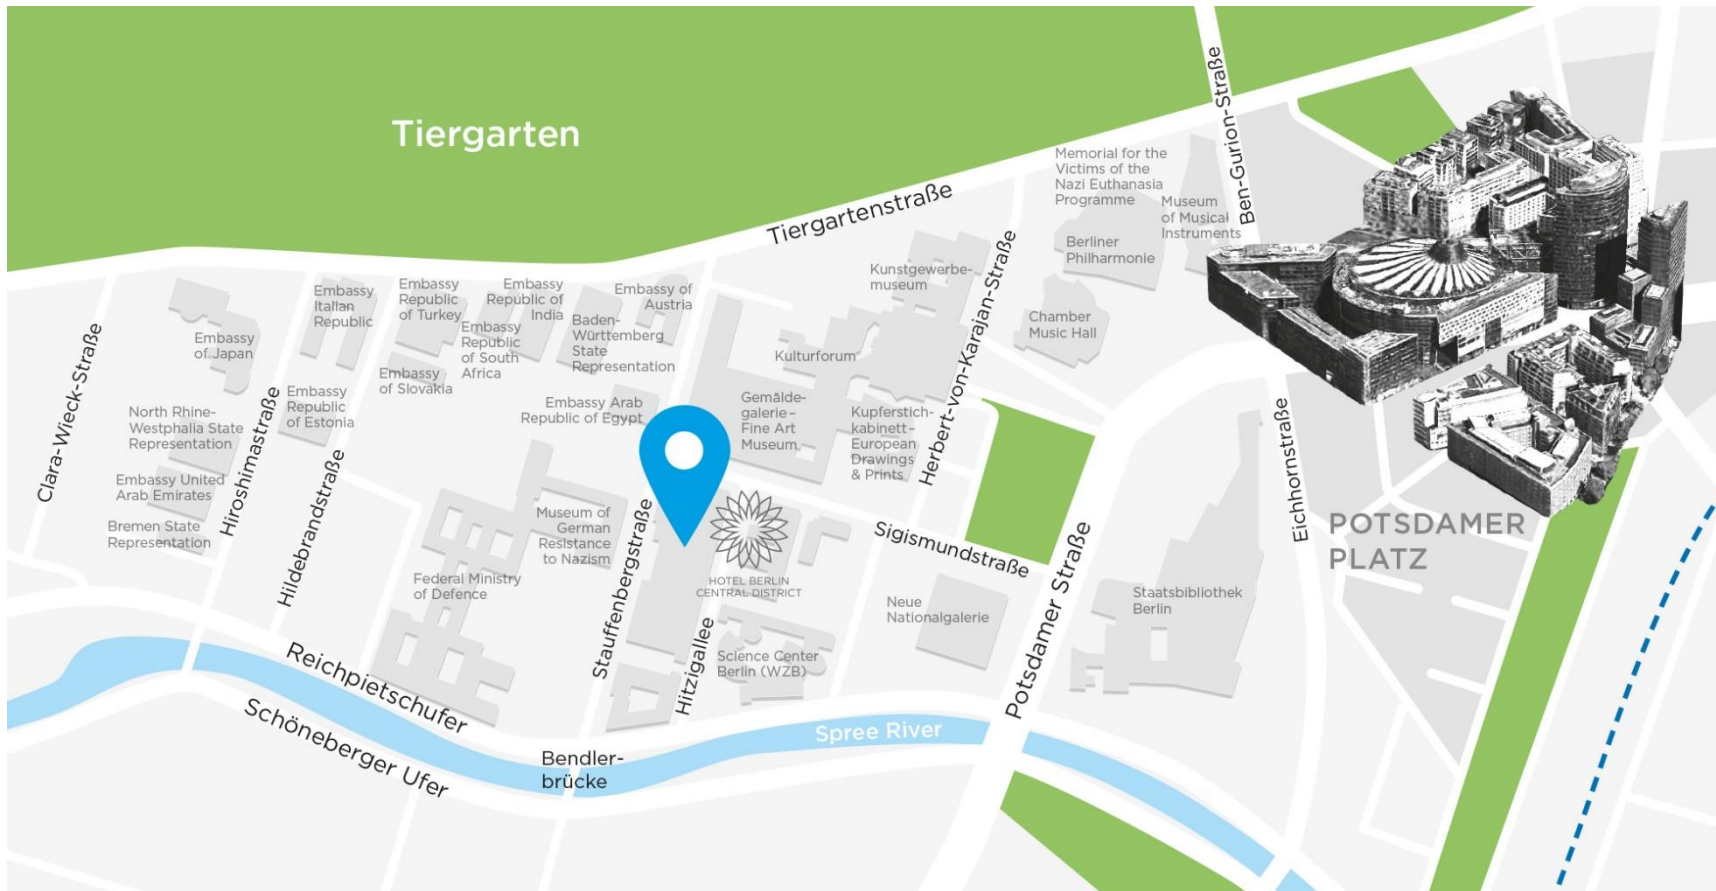 Tiergarten
Tiergartenstraße
Ben-Gurion-Straße
Memorial for the
Victims of the
Nazi Euthanasia
Programme
Museum
of Musical
Instruments
Berliner
Philharmonie
Chamber
Music Hall
Kunstgewerbe-
museum
Herbert-von-Karajan-Straße
Kulturforum
Embassy of
Austria
Embassy
Republic of
India
Embassy
Republic
of Turkey
Embassy
Italian
Republic
Embassy
of Japan
Baden-
Württemberg
State
Representation
Embassy
Republic
of South
Africa
Embassy
of Slovakia
Embassy
Republic
of Estonia
Embassy Arab
Republic of Egypt
Gemälde-
galerie–
Fine Art
Museum
Kupferstich-
kabinett–
European
Drawings
& Prints
Clara-Wieck-Straße
North Rhine-
Westphalia State
Representation
Embassy United
Arab Emirates
Bremen State
Representation
Hiroshimastraße
Hildebrandstraße
Museum of
German
Resistance
to Nazism
Federal Ministry
of Defence
Stauffenbergstraße
HOTEL BERLIN
CENTRAL DISTRICT
Hitzigallee
Science Center
Berlin (WZB)
Sigismundstraße
Neue
Nationalgalerie
Potsdamer Straße
Staatsbibliothek
Berlin
Eichhornstraße
POTSDAMER
PLATZ
Reichpietschufer
Schöneberger Ufer
Bendler-
brücke
Spree River